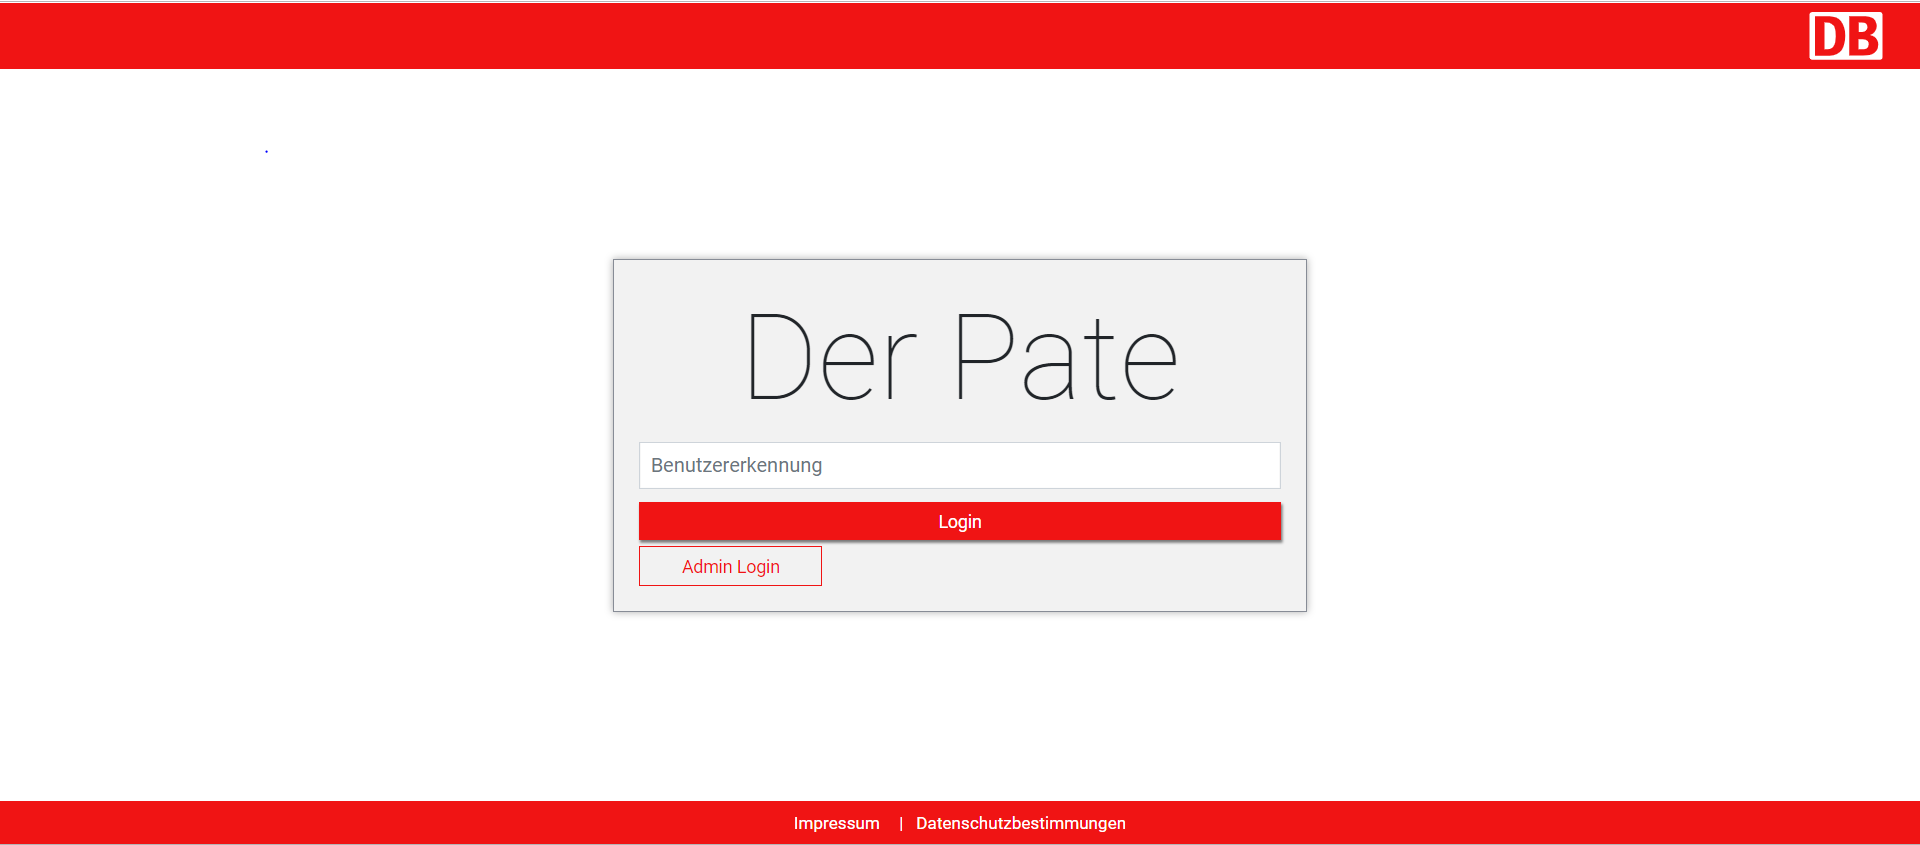 DB
Der Pate
Benutzererkennung
Login
Admin Login
Impressum | Datenschutzbestimmungen